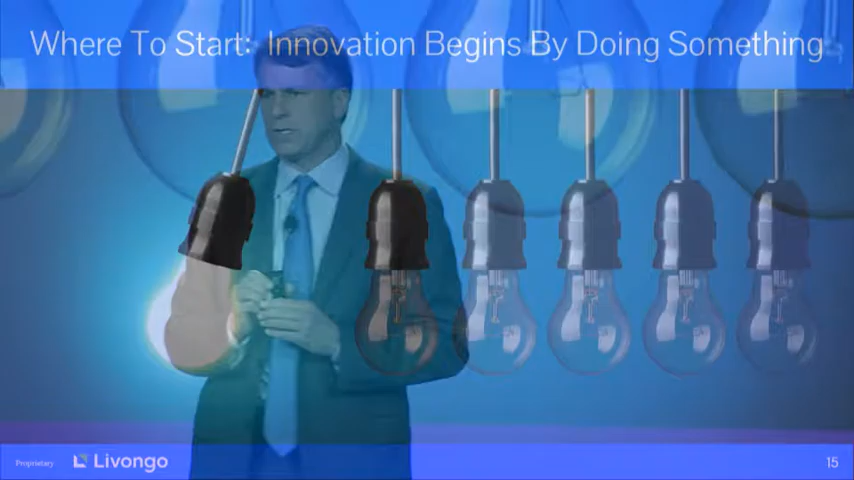 Where To Start: Innovation Begins By Doing Something
Proprietary Livongo 15